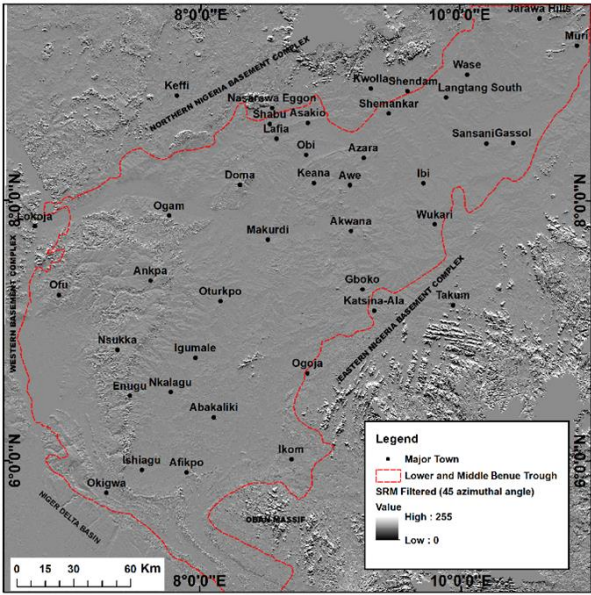 8°0'0"E
10°0'0"E
Jarawa Hills
Muri
Wase
Keffi
NORTHERN NIGERIA BASEMENT COMPLEX
Kwolla
Shendam
Langtang South
Nasarawa Eggon
Shabu
Asakio
Shemankar
Lafia
Obi
Azara
Sansani
Gassol
Doma
Keana
Awe
Ibi
8°0'0"N
8°0'0"N
Lokoja
Ogam
Makurdi
Akwana
Wukari
WESTERN BASEMENT COMPLEX
Ofu
Ankpa
Oturkpo
Gboko
Katsina-Ala
Takum
EASTERN NIGERIA BASEMENT COMPLEX
Nsukka
Igumale
Ogoja
Enugu
Nkalagu
Abakaliki
Ishiagu
Afikpo
Ikom
6°0'0"N
6°0'0"N
Okigwa
NIGER DELTA BASIN
OBAN MASSIF
Legend
Major Town
Lower and Middle Benue Trough
SRM Filtered (45 azimuthal angle)
Value
High : 255
Low : 0
0 15 30 60 Km
8°0'0"E
10°0'0"E